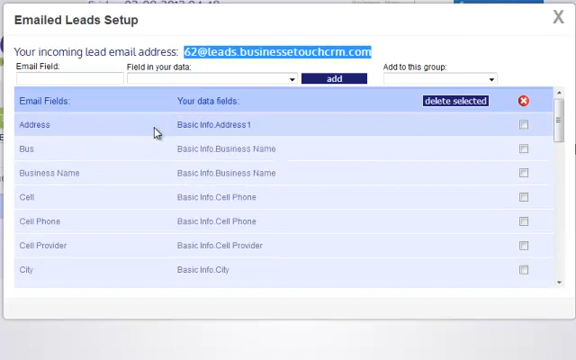 Emailed Leads Setup
X
Your incoming lead email address: 62@leads.businessetouchcrm.com
Email Field: Field in your data: Add to this group:
add
Email Fields: Your data fields: delete selected
Address Basic Info.Address1
Bus Basic Info.Business Name
Business Name Basic Info.Business Name
Cell Basic Info.Cell Phone
Cell Phone Basic Info.Cell Phone
Cell Provider Basic Info.Cell Provider
City Basic Info.City